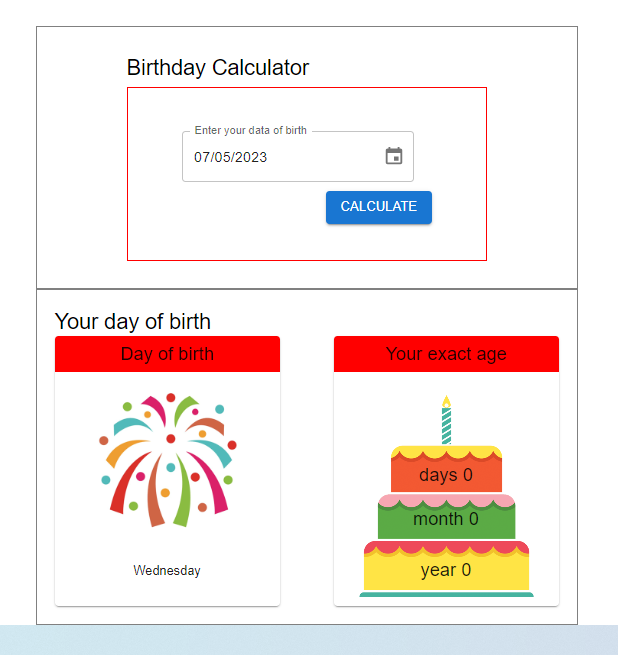 Birthday Calculator
Enter your data of birth
07/05/2023
CALCULATE
Your day of birth
Day of birth
Wednesday
Your exact age
days 0
month 0
year 0